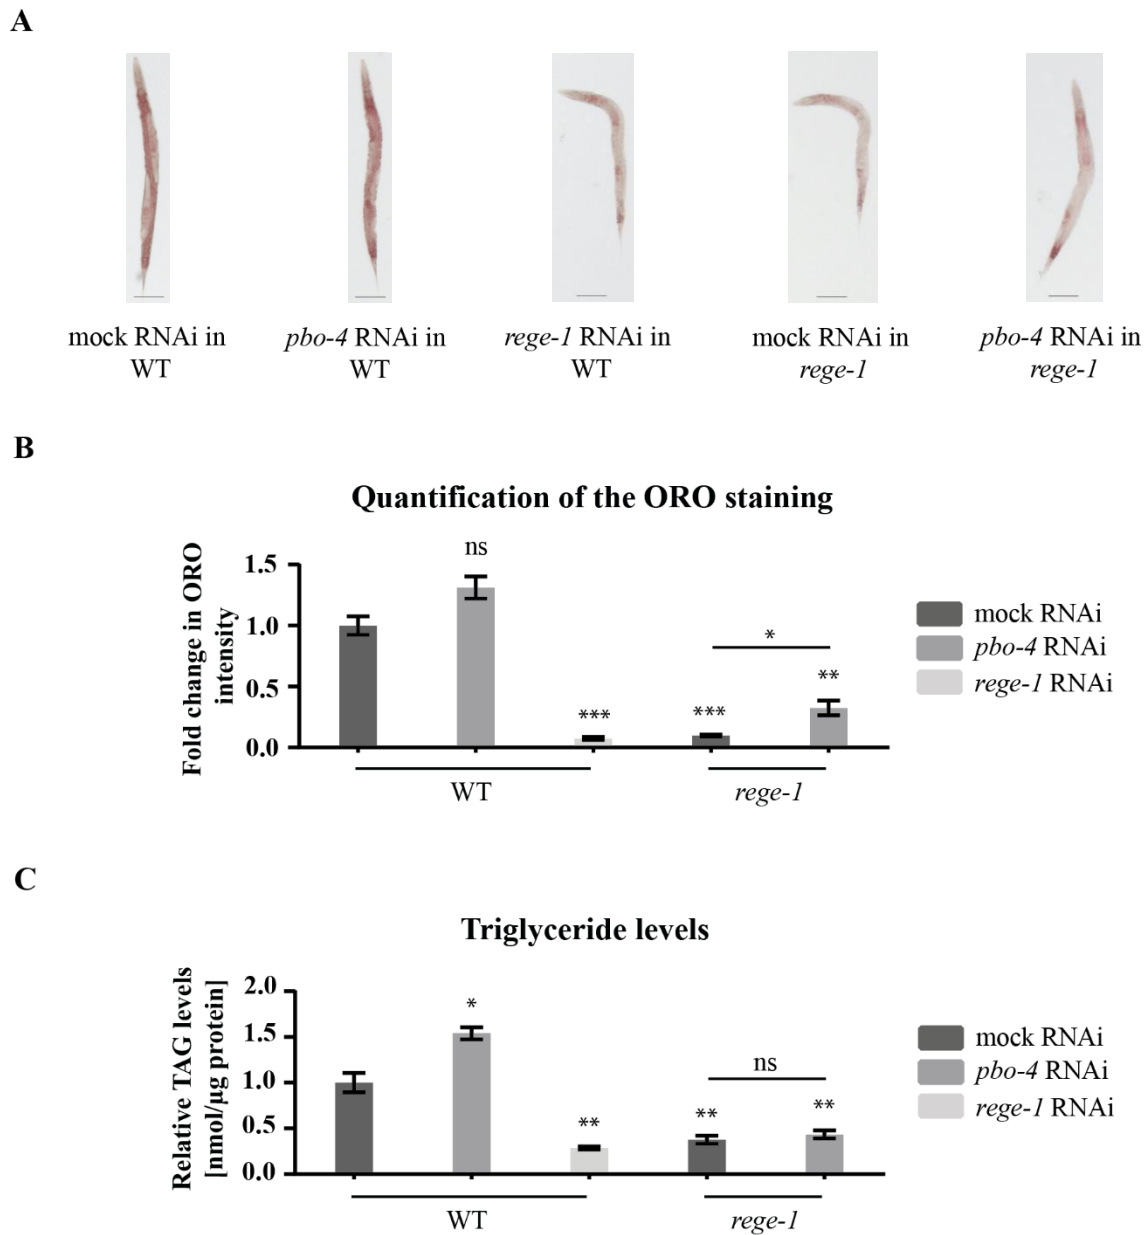 A
mock RNAi in
WT
pbo-4 RNAi in
WT
rege-1 RNAi in
WT
mock RNAi in
rege-1
pbo-4 RNAi in
rege-1
B
Quantification of the ORO staining
Fold change in ORO
intensity
1.5
1.0
0.5
0.0
ns
***
***
**
*
WT
rege-1
mock RNAi
pbo-4 RNAi
rege-1 RNAi
C
Triglyceride levels
Relative TAG levels
[nmol/µg protein]
2.0
1.5
1.0
0.5
0.0
*
**
**
**
ns
WT
rege-1
mock RNAi
pbo-4 RNAi
rege-1 RNAi